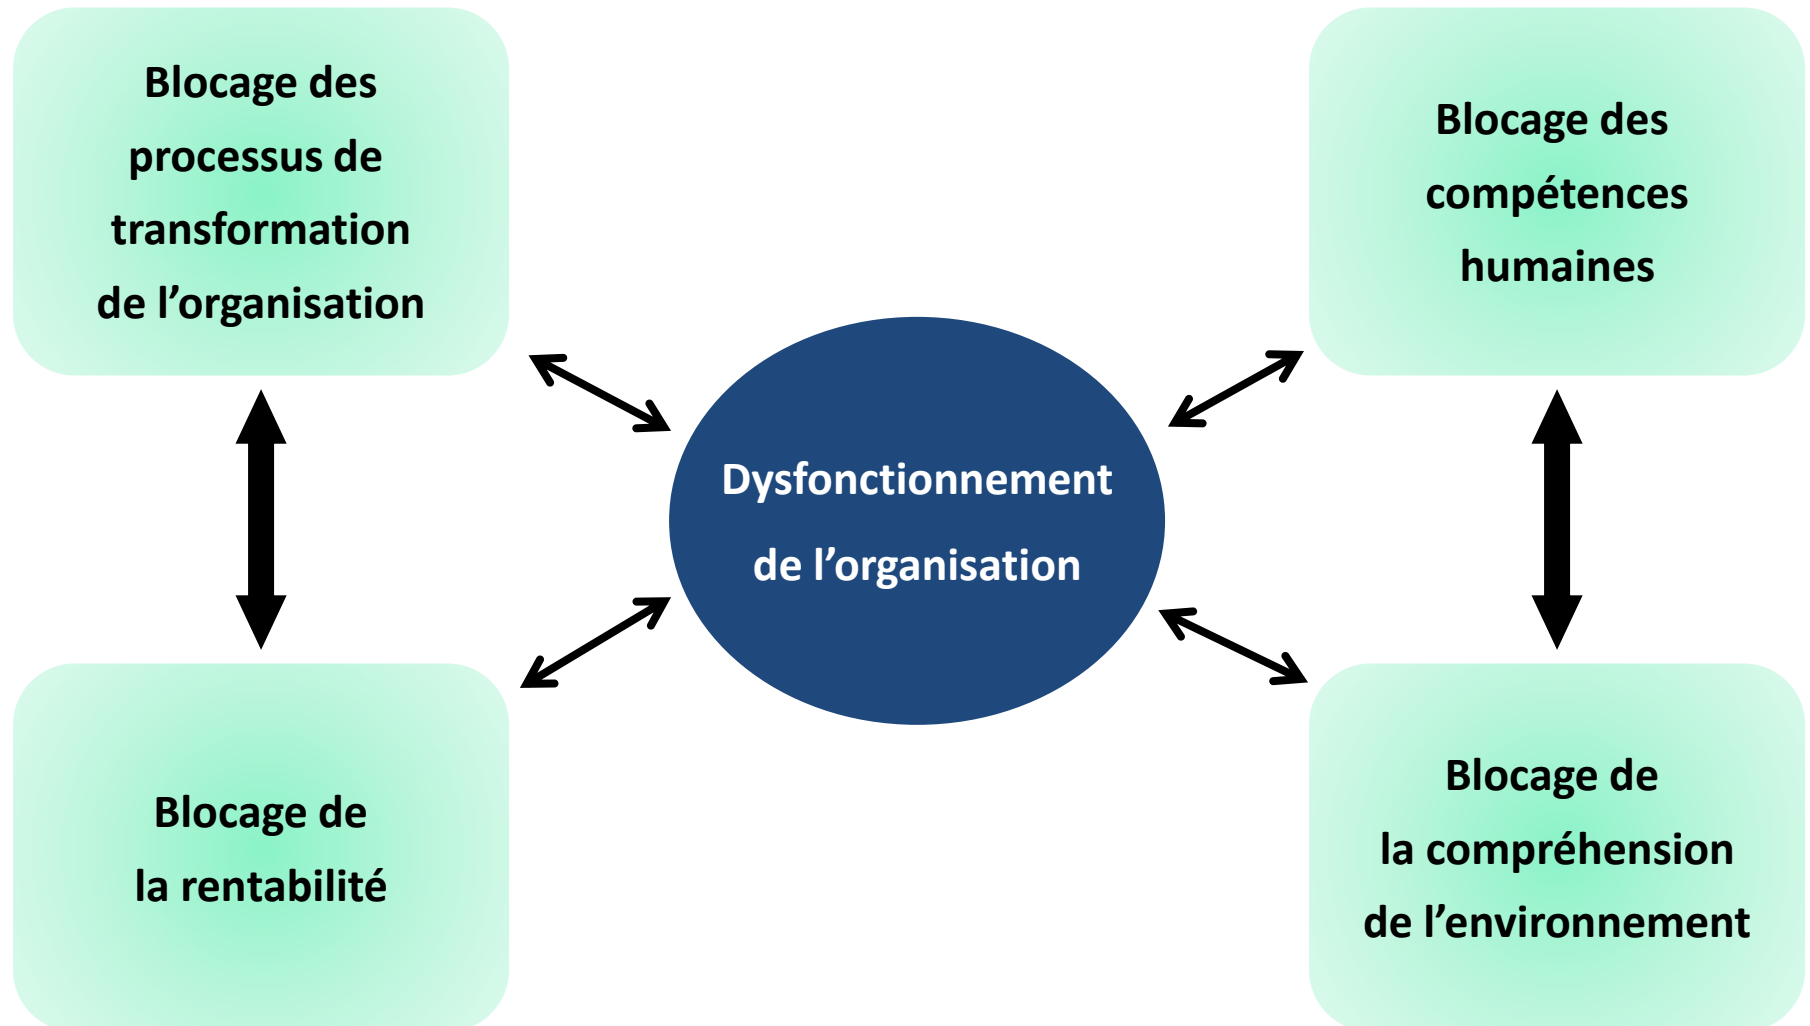 Blocage des
processus de
transformation
de l’organisation
Blocage des
compétences
humaines
Dysfonctionnement
de l’organisation
Blocage de
la rentabilité
Blocage de
la compréhension
de l’environnement